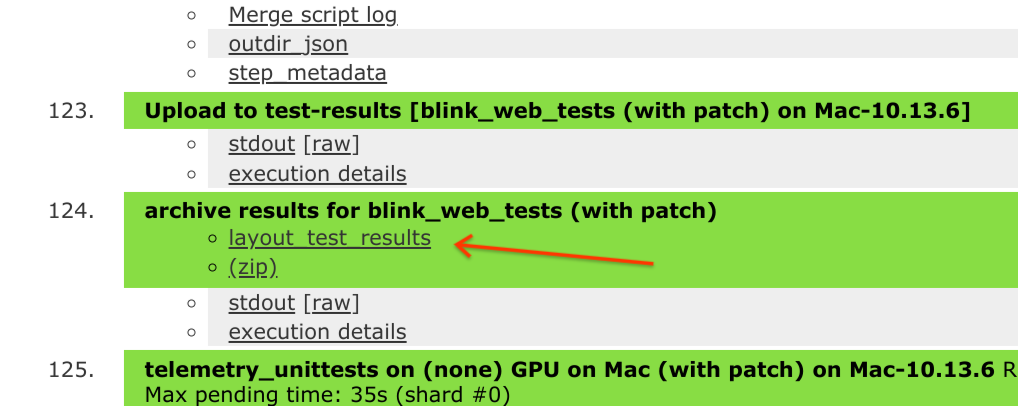 Merge script log
outdir_json
step_metadata
123. Upload to test-results [blink_web_tests (with patch) on Mac-10.13.6]
stdout [raw]
execution details
124. archive results for blink_web_tests (with patch)
layout_test_results
(zip)
stdout [raw]
execution details
125. telemetry_unittests on (none) GPU on Mac (with patch) on Mac-10.13.6 R
Max pending time: 35s (shard #0)